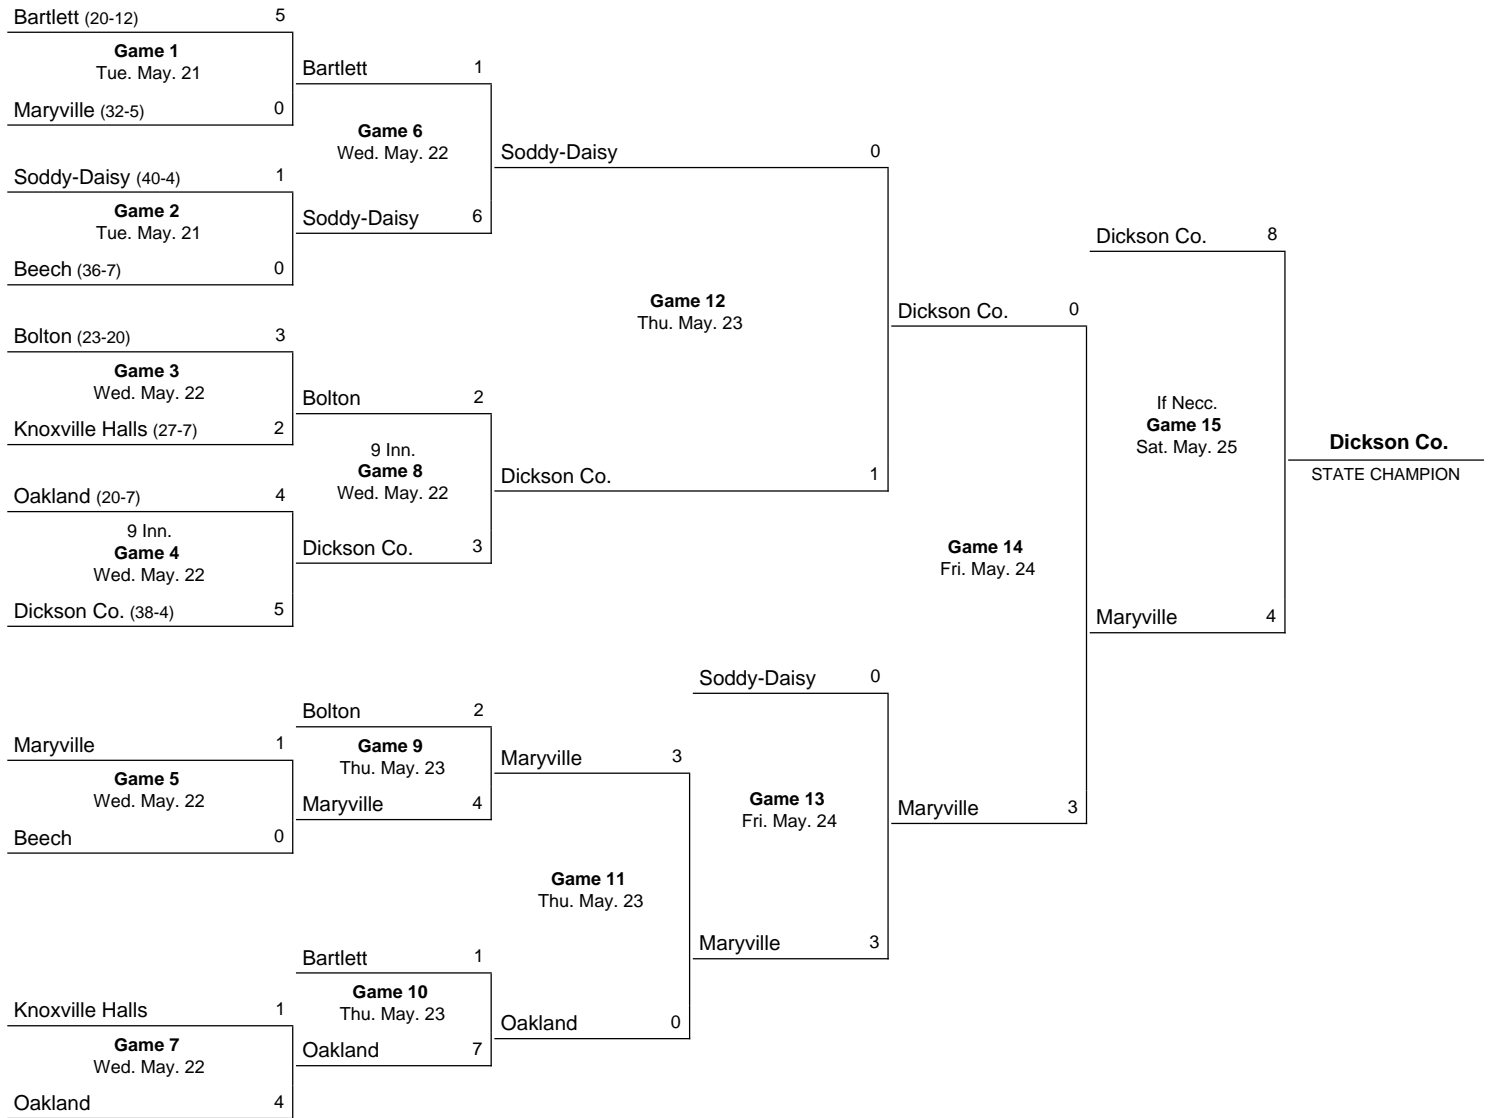 Bartlett (20-12) 5
Game 1
Tue. May. 21
Maryville (32-5) 0
Soddy-Daisy (40-4) 1
Game 2
Tue. May. 21
Beech (36-7) 0
Bolton (23-20) 3
Game 3
Wed. May. 22
Knoxville Halls (27-7) 2
Oakland (20-7) 4
9 Inn.
Game 4
Wed. May. 22
Dickson Co. (38-4) 5
Bartlett 1
Game 6
Wed. May. 22
Soddy-Daisy 6
Bolton 2
9 Inn.
Game 8
Wed. May. 22
Dickson Co. 3
Soddy-Daisy 0
Game 12
Thu. May. 23
Dickson Co. 1
Dickson Co. 0
Game 14
Fri. May. 24
Maryville 3
Dickson Co. 8
If Necc.
Game 15
Sat. May. 25
Maryville 4
Dickson Co.
STATE CHAMPION
Maryville 1
Game 5
Wed. May. 22
Beech 0
Knoxville Halls 1
Game 7
Wed. May. 22
Oakland 4
Bolton 2
Game 9
Thu. May. 23
Maryville 4
Bartlett 1
Game 10
Thu. May. 23
Oakland 7
Maryville 3
Game 11
Thu. May. 23
Oakland 0
Soddy-Daisy 0
Game 13
Fri. May. 24
Maryville 3